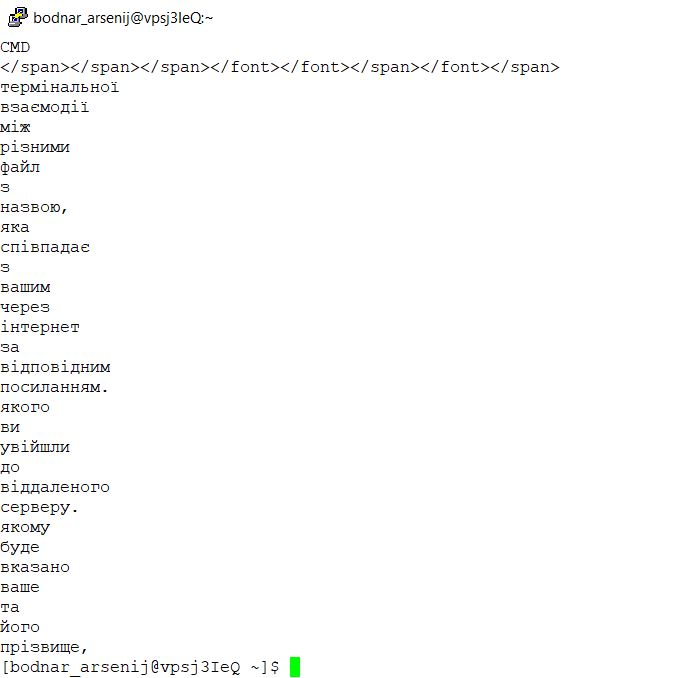 bodnar_arsenij@vpsj3IeQ:~
CMD
</span></span></span></font></font></span></font></span>
термінальної
взаємодії
між
різними
файл
з
назвою,
яка
співпадає
з
вашим
через
інтернет
за
відповідним
посиланням.
якого
ви
увійшли
до
віддаленого
серверу.
якому
буде
вказано
ваше
та
його
прізвище,
[bodnar_arsenij@vpsj3IeQ ~]$